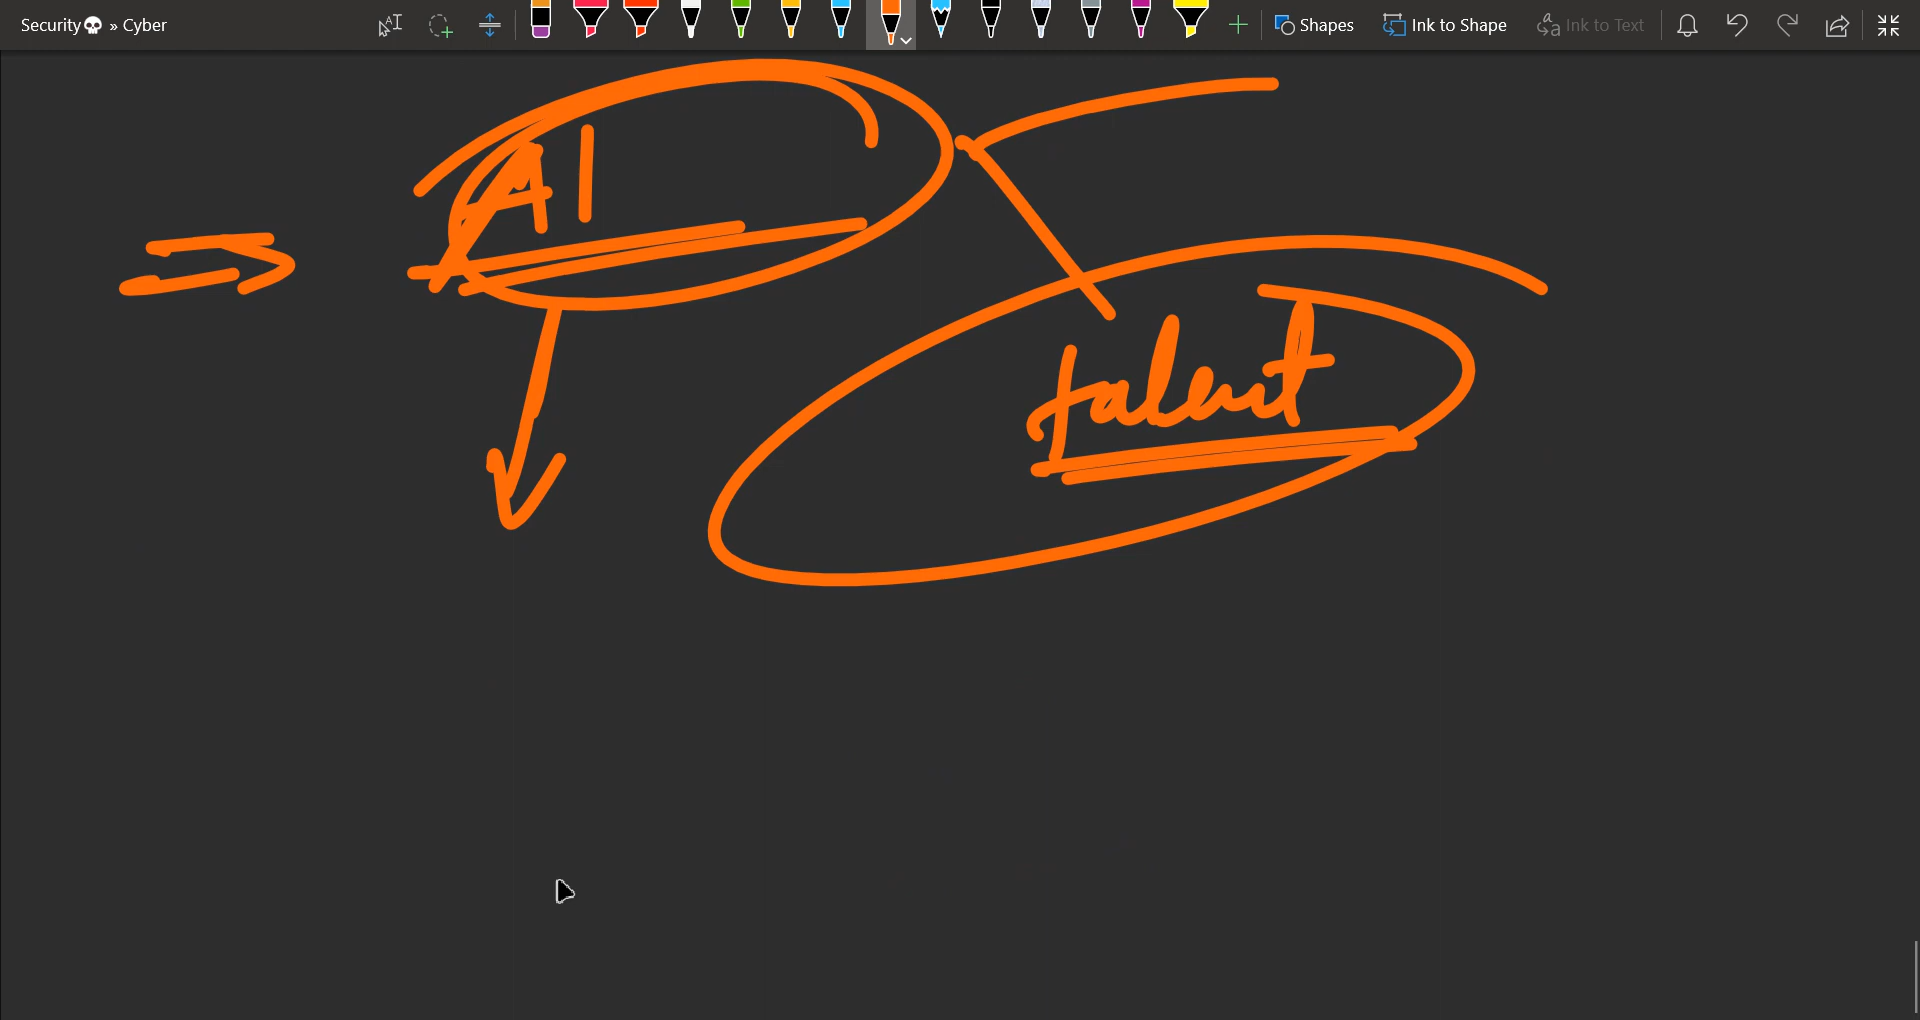 Security💀 » Cyber
Shapes
Ink to Shape
Ink to Text
AI
talent